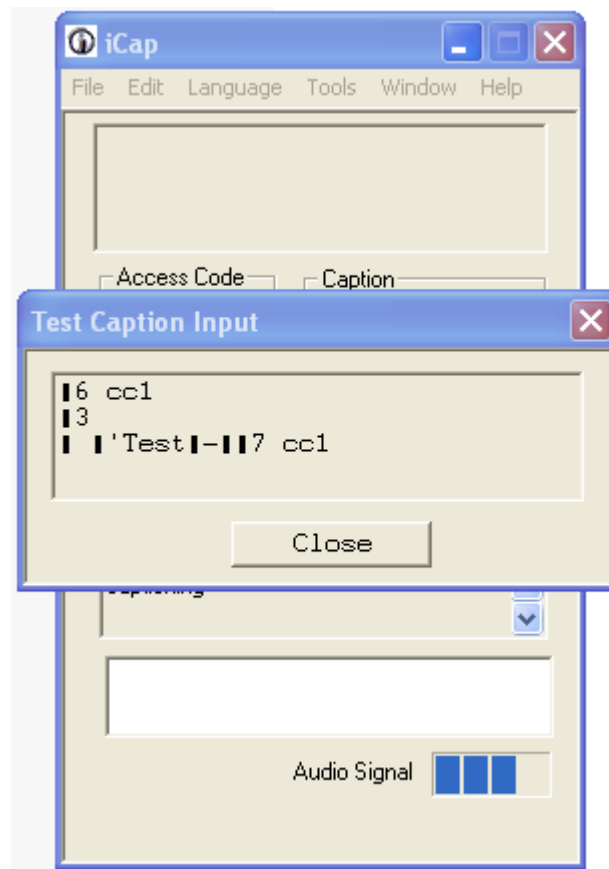 iCap
File Edit Language Tools Window Help
Access Code Caption
Test Caption Input
▌6 cc1
▌3
▌ ▌'Test▌-▌▌7 cc1
Close
Audio Signal